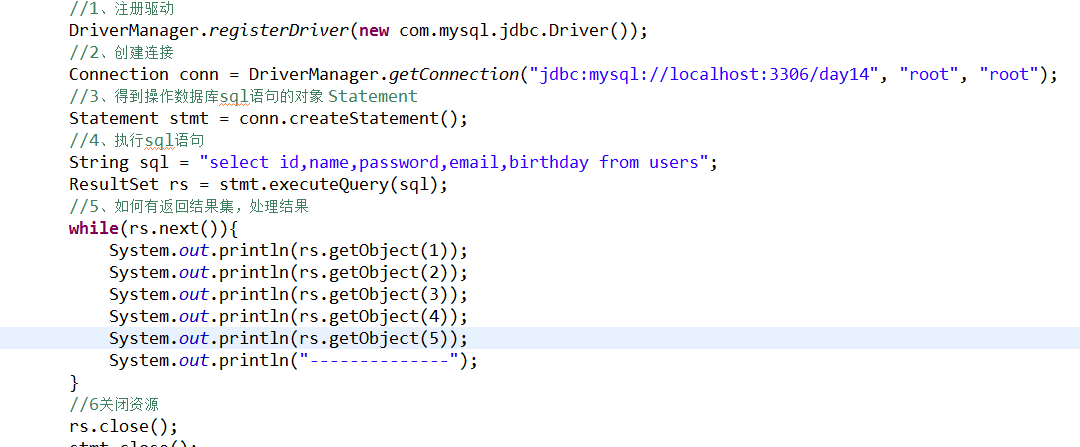 //1、注册驱动
DriverManager.registerDriver(new com.mysql.jdbc.Driver());
//2、创建连接
Connection conn = DriverManager.getConnection("jdbc:mysql://localhost:3306/day14", "root", "root");
//3、得到操作数据库sql语句的对象 Statement
Statement stmt = conn.createStatement();
//4、执行sql语句
String sql = "select id,name,password,email,birthday from users";
ResultSet rs = stmt.executeQuery(sql);
//5、如何有返回结果集，处理结果
while(rs.next()){
    System.out.println(rs.getObject(1));
    System.out.println(rs.getObject(2));
    System.out.println(rs.getObject(3));
    System.out.println(rs.getObject(4));
    System.out.println(rs.getObject(5));
    System.out.println("--------------");
}
//6关闭资源
rs.close();
stmt.close();